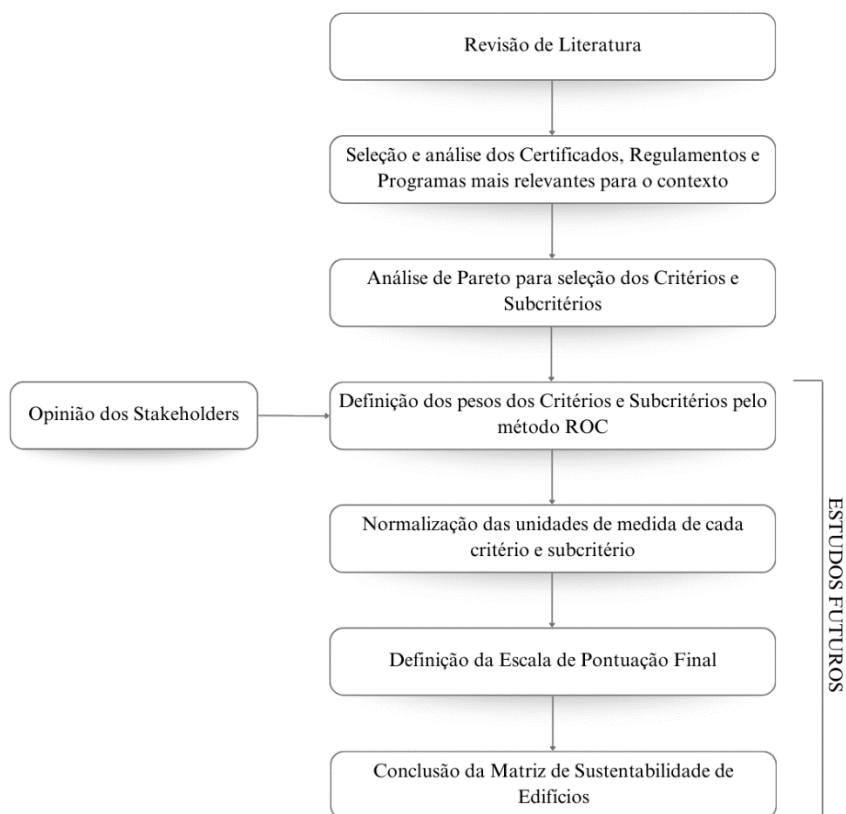 Revisão de Literatura
Seleção e análise dos Certificados, Regulamentos e
Programas mais relevantes para o contexto
Análise de Pareto para seleção dos Critérios e
Subcritérios
Opinião dos Stakeholders
Definição dos pesos dos Critérios e Subcritérios pelo
método ROC
Normalização das unidades de medida de cada
critério e subcritério
Definição da Escala de Pontuação Final
Conclusão da Matriz de Sustentabilidade de
Edifícios
ESTUDOS FUTUROS